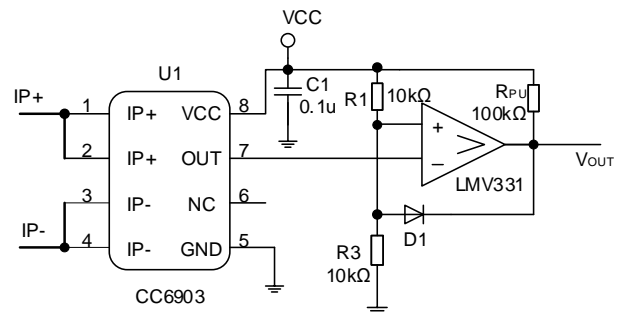 VCC
U1
C1
0.1u
R1
10kΩ
RPU
100kΩ
IP+
1
IP+
VCC
8
+
2
IP+
OUT
7
−
>
VOUT
LMV331
3
IP-
NC
6
IP-
4
IP-
GND
5
D1
R3
10kΩ
CC6903